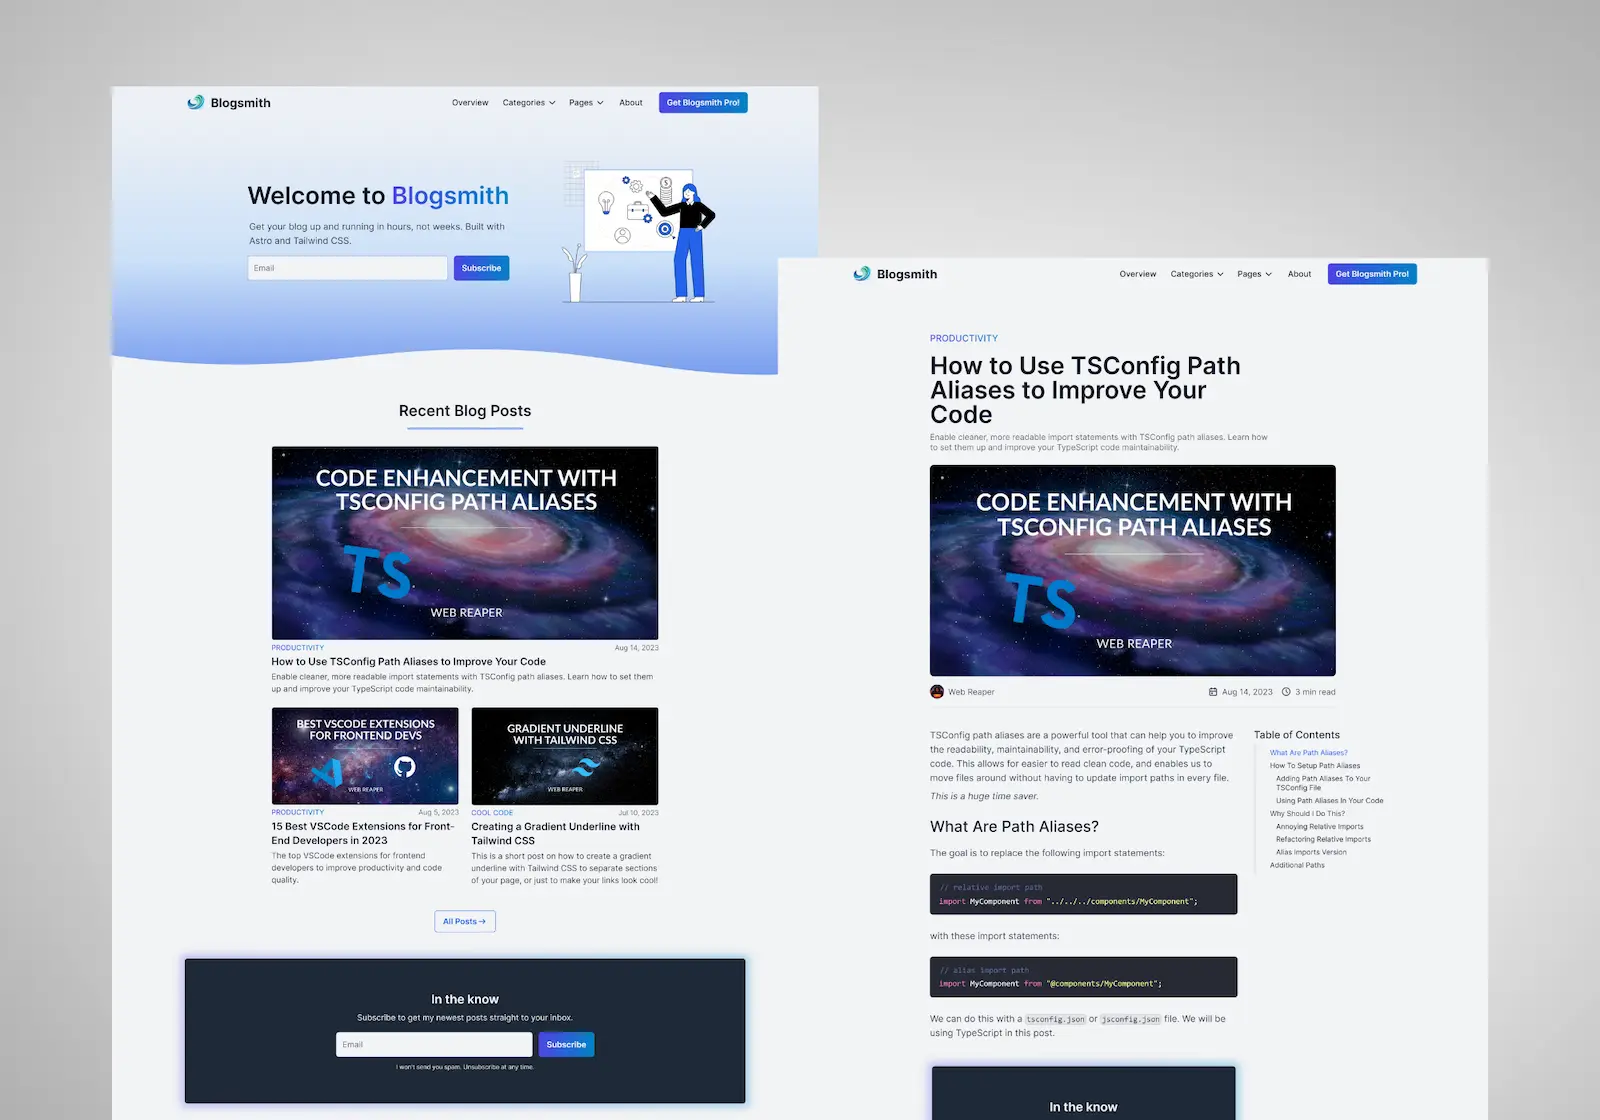 Blogsmith
Overview Categories Pages About Get Blogsmith Pro!
Welcome to Blogsmith
Get your blog up and running in hours, not weeks. Built with
Astro and Tailwind CSS.
Email Subscribe
Recent Blog Posts
CODE ENHANCEMENT WITH
TSCONFIG PATH ALIASES
TS
WEB REAPER
PRODUCTIVITY Aug 14, 2023
How to Use TSConfig Path Aliases to Improve Your Code
Enable cleaner, more readable import statements with TSConfig path aliases. Learn how to set them
up and improve your TypeScript code maintainability.
BEST VSCODE EXTENSIONS
FOR FRONTEND DEVS
WEB REAPER
PRODUCTIVITY Aug 5, 2023
15 Best VSCode Extensions for Front-
End Developers in 2023
The top VSCode extensions for frontend
developers to improve productivity and code
quality.
GRADIENT UNDERLINE
WITH TAILWIND CSS
WEB REAPER
COOL CODE Jul 10, 2023
Creating a Gradient Underline with
Tailwind CSS
This is a short post on how to create a gradient
underline with Tailwind CSS to separate sections
of your page, or just to make your links look cool!
All Posts →
In the know
Subscribe to get my newest posts straight to your inbox.
Email Subscribe
I won't send you spam. Unsubscribe at any time.
Blogsmith
Overview Categories Pages About Get Blogsmith Pro!
PRODUCTIVITY
How to Use TSConfig Path
Aliases to Improve Your
Code
Enable cleaner, more readable import statements with TSConfig path aliases. Learn how
to set them up and improve your TypeScript code maintainability.
CODE ENHANCEMENT WITH
TSCONFIG PATH ALIASES
TS
WEB REAPER
Web Reaper Aug 14, 2023 3 min read
TSConfig path aliases are a powerful tool that can help you to improve
the readability, maintainability, and error-proofing of your TypeScript
code. This allows for easier to read clean code, and enables us to
move files around without having to update import paths in every file.
This is a huge time saver.
What Are Path Aliases?
The goal is to replace the following import statements:
// relative import path
import MyComponent from "../../../components/MyComponent";
with these import statements:
// alias import path
import MyComponent from "@components/MyComponent";
We can do this with a tsconfig.json or jsconfig.json file. We will be
using TypeScript in this post.
In the know
Table of Contents
What Are Path Aliases?
How To Setup Path Aliases
Adding Path Aliases To Your
TSConfig File
Using Path Aliases In Your Code
Why Should I Do This?
Annoying Relative Imports
Refactoring Relative Imports
Alias Imports Version
Additional Paths